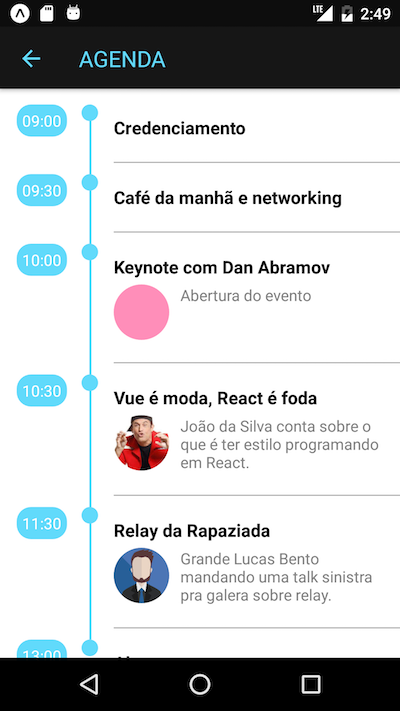 LTE 2:49
AGENDA
09:00
Credenciamento
09:30
Café da manhã e networking
10:00
Keynote com Dan Abramov
Abertura do evento
10:30
Vue é moda, React é foda
João da Silva conta sobre o
que é ter estilo programando
em React.
11:30
Relay da Rapaziada
Grande Lucas Bento
mandando uma talk sinistra
pra galera sobre relay.
13:00